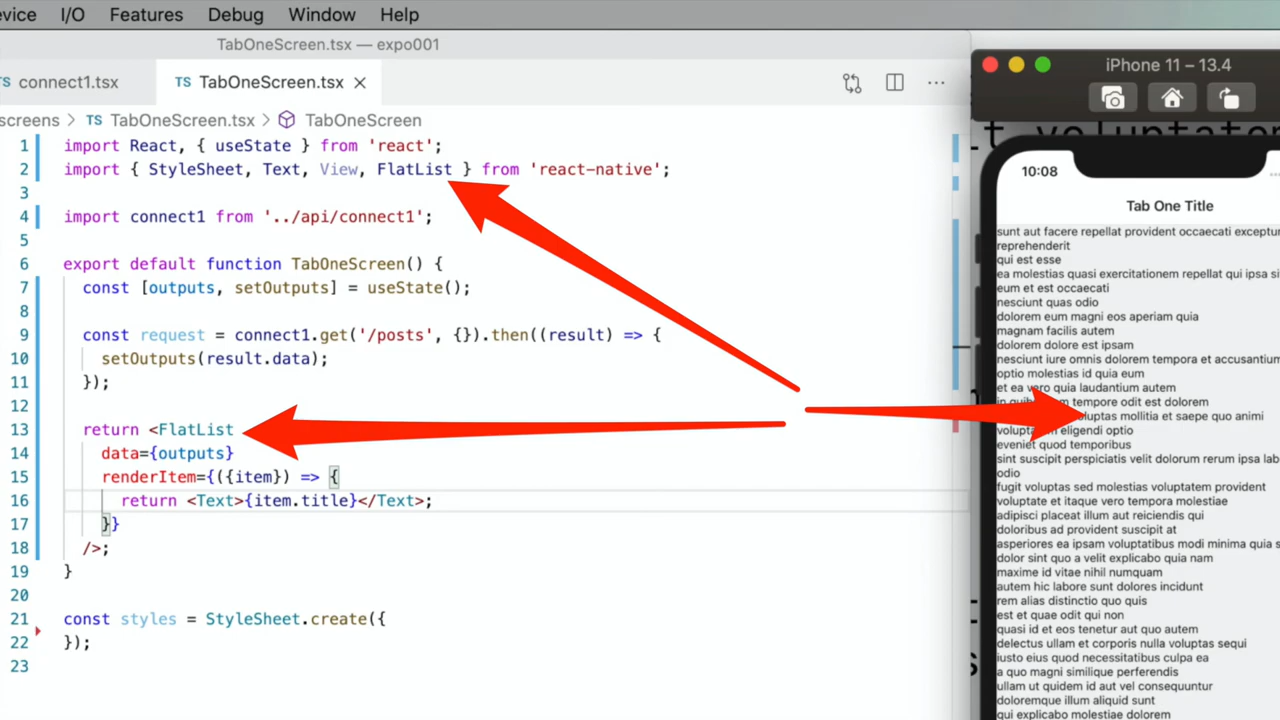 I/O Features Debug Window Help
TabOneScreen.tsx — expo001
TS connect1.tsx
TS TabOneScreen.tsx ×
screens > TS TabOneScreen.tsx > TabOneScreen
1 import React, { useState } from 'react';
2 import { StyleSheet, Text, View, FlatList } from 'react-native';
3
4 import connect1 from '../api/connect1';
5
6 export default function TabOneScreen() {
7 const [outputs, setOutputs] = useState();
8
9 const request = connect1.get('/posts', {}).then((result) => {
10 setOutputs(result.data);
11 });
12
13 return <FlatList
14 data={outputs}
15 renderItem={({item}) => {
16 return <Text>{item.title}</Text>;
17 }}
18 />;
19 }
20
21 const styles = StyleSheet.create({
22 });
23
iPhone 11 – 13.4
10:08
Tab One Title
sunt aut facere repellat provident occaecati
reprehenderit
qui est esse
ea molestias quasi exercitationem repellat qui ipsa
eum et est occaecati
nesciunt quas odio
dolorem eum magni eos aperiam quia
magnam facilis autem
dolorem dolore est ipsam
nesciunt iure omnis dolorem tempora et
optio molestias id quia eum
et ea vero quia laudantium autem
tempore odit est dolorem
mollitia et saepe quo animi
eligendi optio
eveniet quod temporibus
sint suscipit perspiciatis velit dolorum rerum ipsa
odio
fugit voluptas sed molestias voluptatem provident
voluptate et itaque vero tempora molestiae
adipisci placeat illum aut reiciendis qui
doloribus ad provident suscipit at
asperiores ea ipsam voluptatibus modi minima quia
dolor sint quo a velit explicabo quia nam
maxime id vitae nihil numquam
autem hic labore sunt dolores incidunt
rem alias distinctio quo quis
est et quae odit qui non
quasi id et eos tenetur aut quo autem
delectus ullam et corporis nulla voluptas sequi
iusto eius quod necessitatibus culpa ea
a quo magni similique perferendis
ullam ut quidem id aut vel consequuntur
doloremque illum aliquid sunt
qui explicabo molestiae dolorem